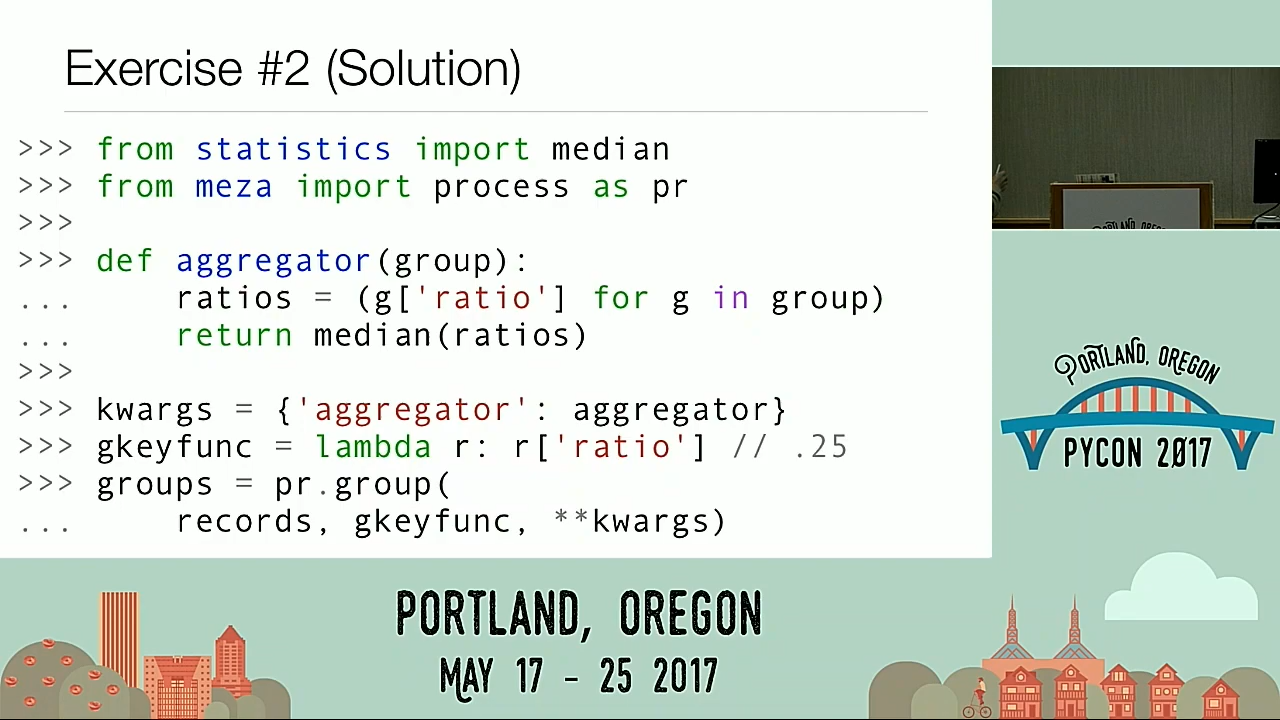 Exercise #2 (Solution)
>>> from statistics import median
>>> from meza import process as pr
>>>
>>> def aggregator(group):
...     ratios = (g['ratio'] for g in group)
...     return median(ratios)
>>>
>>> kwargs = {'aggregator': aggregator}
>>> gkeyfunc = lambda r: r['ratio'] // .25
>>> groups = pr.group(
...     records, gkeyfunc, **kwargs)
PORTLAND, OREGON
PORTLAND, OREGON
PYCON 2017
PORTLAND, OREGON
MAY 17 - 25 2017